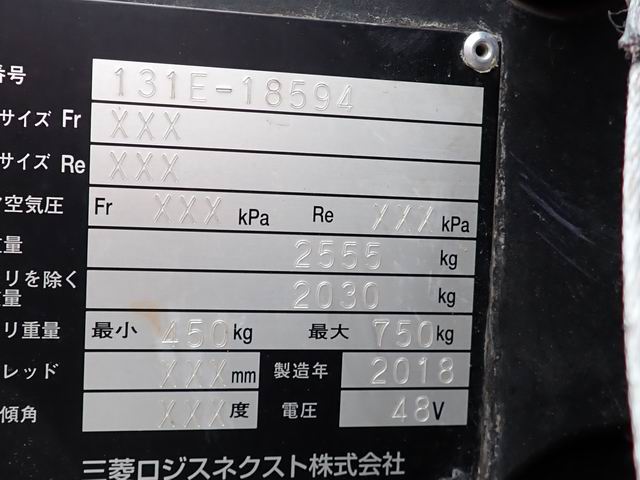 番号 131E-18594
サイズ Fr XXX
サイズ Re XXX
空気圧 Fr XXX kPa Re XXX kPa
重量 2555 kg
リを除く 2030 kg
重量
リ重量 最小 450 kg 最大 750 kg
レッド XXX mm 製造年 2018
傾角 XXX 度 電圧 48 V
三菱ロジスネクスト株式会社